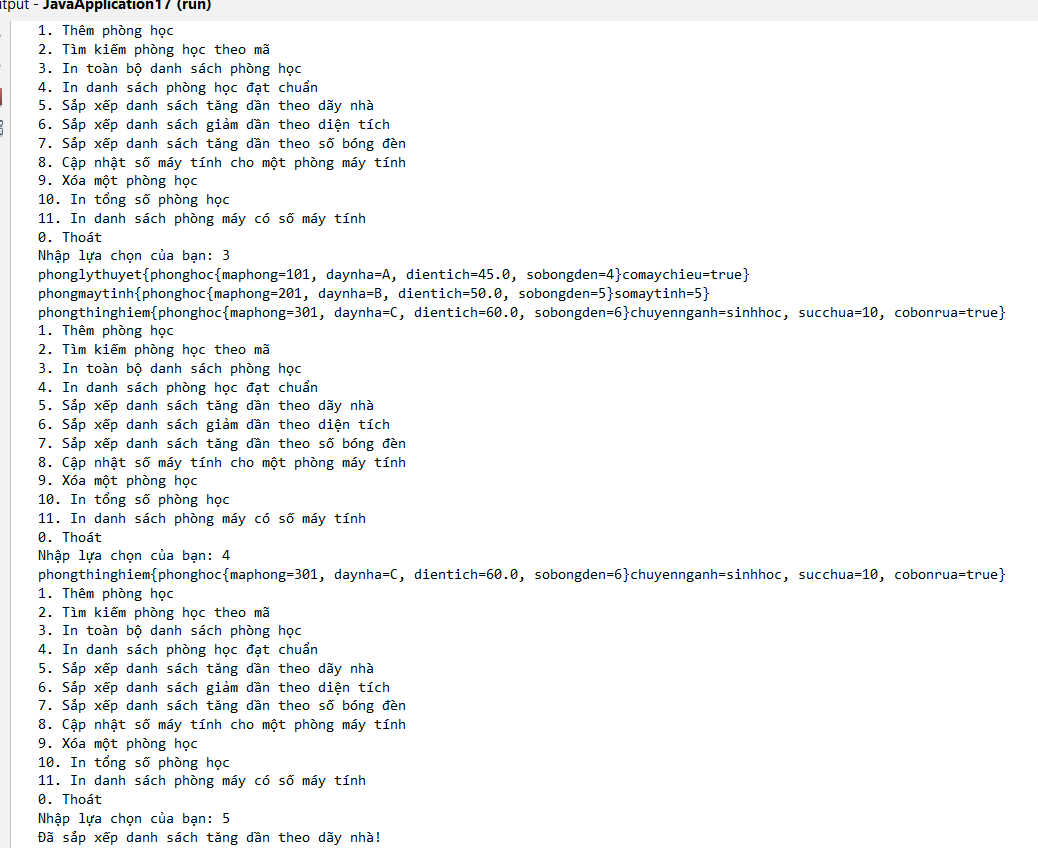 tput - JavaApplication17 (run)
1. Thêm phòng học
2. Tìm kiếm phòng học theo mã
3. In toàn bộ danh sách phòng học
4. In danh sách phòng học đạt chuẩn
5. Sắp xếp danh sách tăng dần theo dãy nhà
6. Sắp xếp danh sách giảm dần theo diện tích
7. Sắp xếp danh sách tăng dần theo số bóng đèn
8. Cập nhật số máy tính cho một phòng máy tính
9. Xóa một phòng học
10. In tổng số phòng học
11. In danh sách phòng máy có số máy tính
0. Thoát
Nhập lựa chọn của bạn: 3
phonglythuyet{phonghoc{maphong=101, daynha=A, dientich=45.0, sobongden=4}comaychieu=true}
phongmaytinh{phonghoc{maphong=201, daynha=B, dientich=50.0, sobongden=5}somaytinh=5}
phongthinghiem{phonghoc{maphong=301, daynha=C, dientich=60.0, sobongden=6}chuyennganh=sinhhoc, succhua=10, cobonrua=true}
1. Thêm phòng học
2. Tìm kiếm phòng học theo mã
3. In toàn bộ danh sách phòng học
4. In danh sách phòng học đạt chuẩn
5. Sắp xếp danh sách tăng dần theo dãy nhà
6. Sắp xếp danh sách giảm dần theo diện tích
7. Sắp xếp danh sách tăng dần theo số bóng đèn
8. Cập nhật số máy tính cho một phòng máy tính
9. Xóa một phòng học
10. In tổng số phòng học
11. In danh sách phòng máy có số máy tính
0. Thoát
Nhập lựa chọn của bạn: 4
phongthinghiem{phonghoc{maphong=301, daynha=C, dientich=60.0, sobongden=6}chuyennganh=sinhhoc, succhua=10, cobonrua=true}
1. Thêm phòng học
2. Tìm kiếm phòng học theo mã
3. In toàn bộ danh sách phòng học
4. In danh sách phòng học đạt chuẩn
5. Sắp xếp danh sách tăng dần theo dãy nhà
6. Sắp xếp danh sách giảm dần theo diện tích
7. Sắp xếp danh sách tăng dần theo số bóng đèn
8. Cập nhật số máy tính cho một phòng máy tính
9. Xóa một phòng học
10. In tổng số phòng học
11. In danh sách phòng máy có số máy tính
0. Thoát
Nhập lựa chọn của bạn: 5
Đã sắp xếp danh sách tăng dần theo dãy nhà!